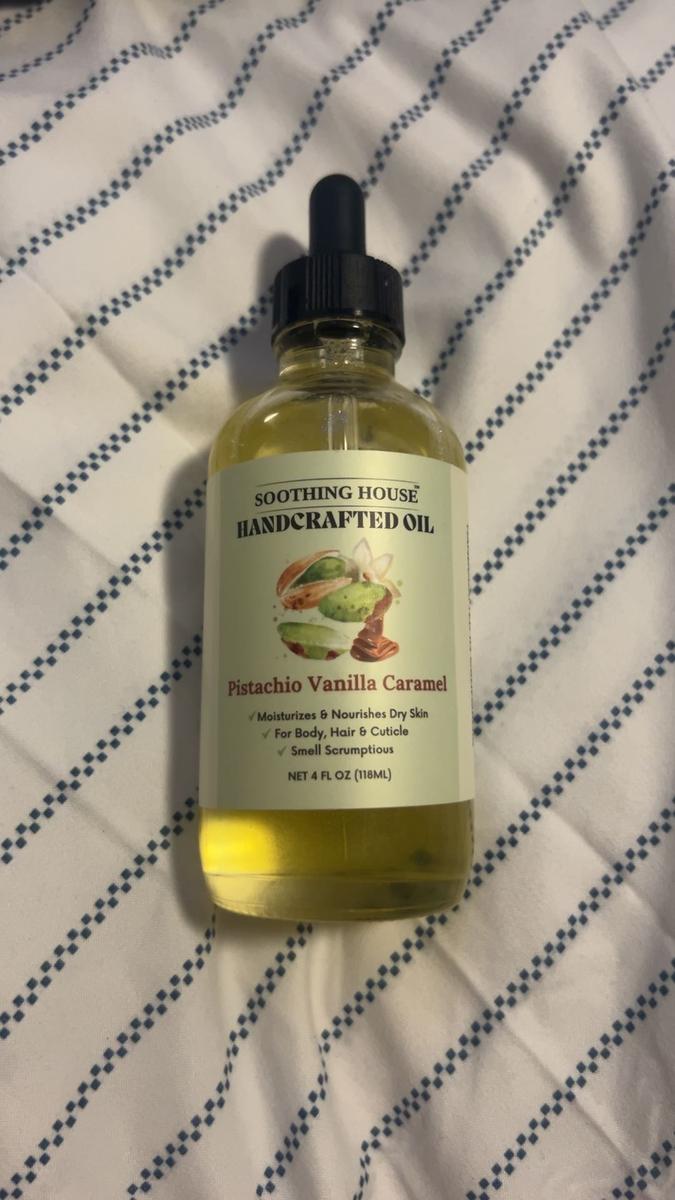 SOOTHING HOUSE™
HANDCRAFTED OIL
Pistachio Vanilla Caramel
✓ Moisturizes & Nourishes Dry Skin
✓ For Body, Hair & Cuticle
✓ Smell Scrumptious
NET 4 FL OZ (118ML)